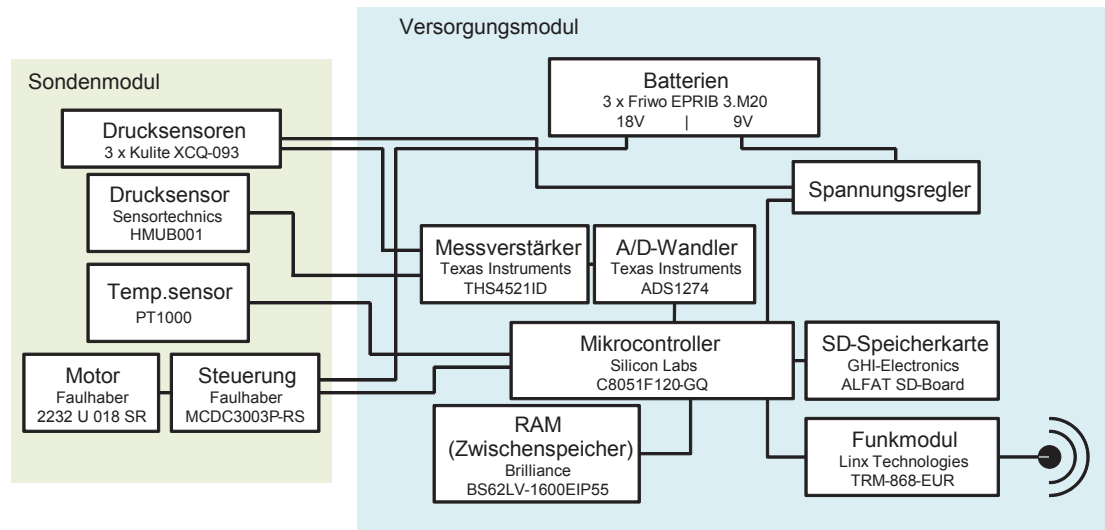 Versorgungsmodul
Sondenmodul
Batterien
3 x Friwo EPRIB 3.M20
18V | 9V
Drucksensoren
3 x Kulite XCQ-093
Spannungsregler
Drucksensor
Sensortechnics
HMUB001
Messverstärker
Texas Instruments
THS4521ID
A/D-Wandler
Texas Instruments
ADS1274
Temp.sensor
PT1000
Mikrocontroller
Silicon Labs
C8051F120-GQ
SD-Speicherkarte
GHI-Electronics
ALFAT SD-Board
Motor
Faulhaber
2232 U 018 SR
Steuerung
Faulhaber
MCDC3003P-RS
RAM
(Zwischenspeicher)
Brilliance
BS62LV-1600EIP55
Funkmodul
Linx Technologies
TRM-868-EUR